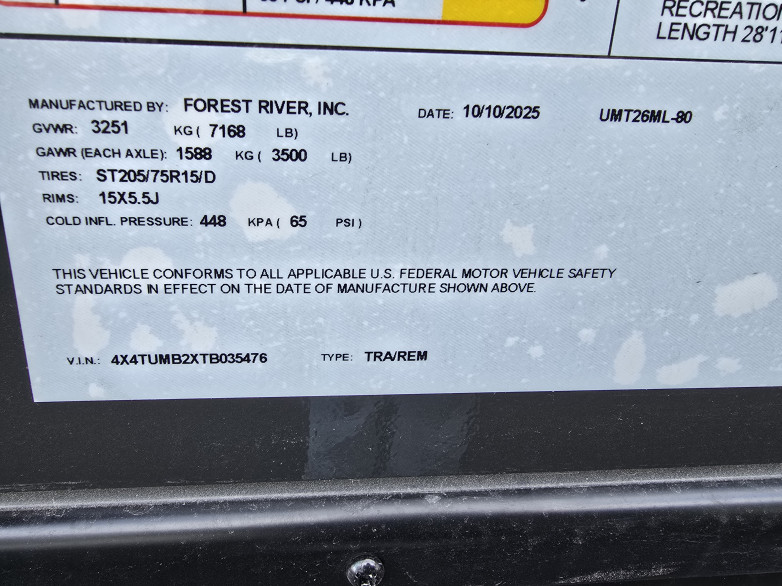 RECREATIO
LENGTH 28'11
MANUFACTURED BY: FOREST RIVER, INC. DATE: 10/10/2025 UMT26ML-80
GVWR: 3251 KG ( 7168 LB)
GAWR (EACH AXLE): 1588 KG ( 3500 LB)
TIRES: ST205/75R15/D
RIMS: 15X5.5J
COLD INFL. PRESSURE: 448 KPA ( 65 PSI )
THIS VEHICLE CONFORMS TO ALL APPLICABLE U.S. FEDERAL MOTOR VEHICLE SAFETY
STANDARDS IN EFFECT ON THE DATE OF MANUFACTURE SHOWN ABOVE.
V.I.N.: 4X4TUMB2XTB035476 TYPE: TRA/REM